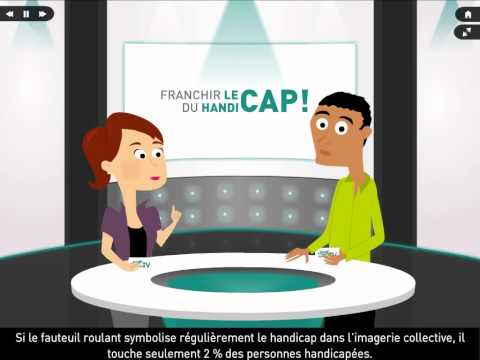 FRANCHIR LE
DU HANDI CAP!
TV
Si le fauteuil roulant symbolise régulièrement le handicap dans l'imagerie collective, il
touche seulement 2 % des personnes handicapées.